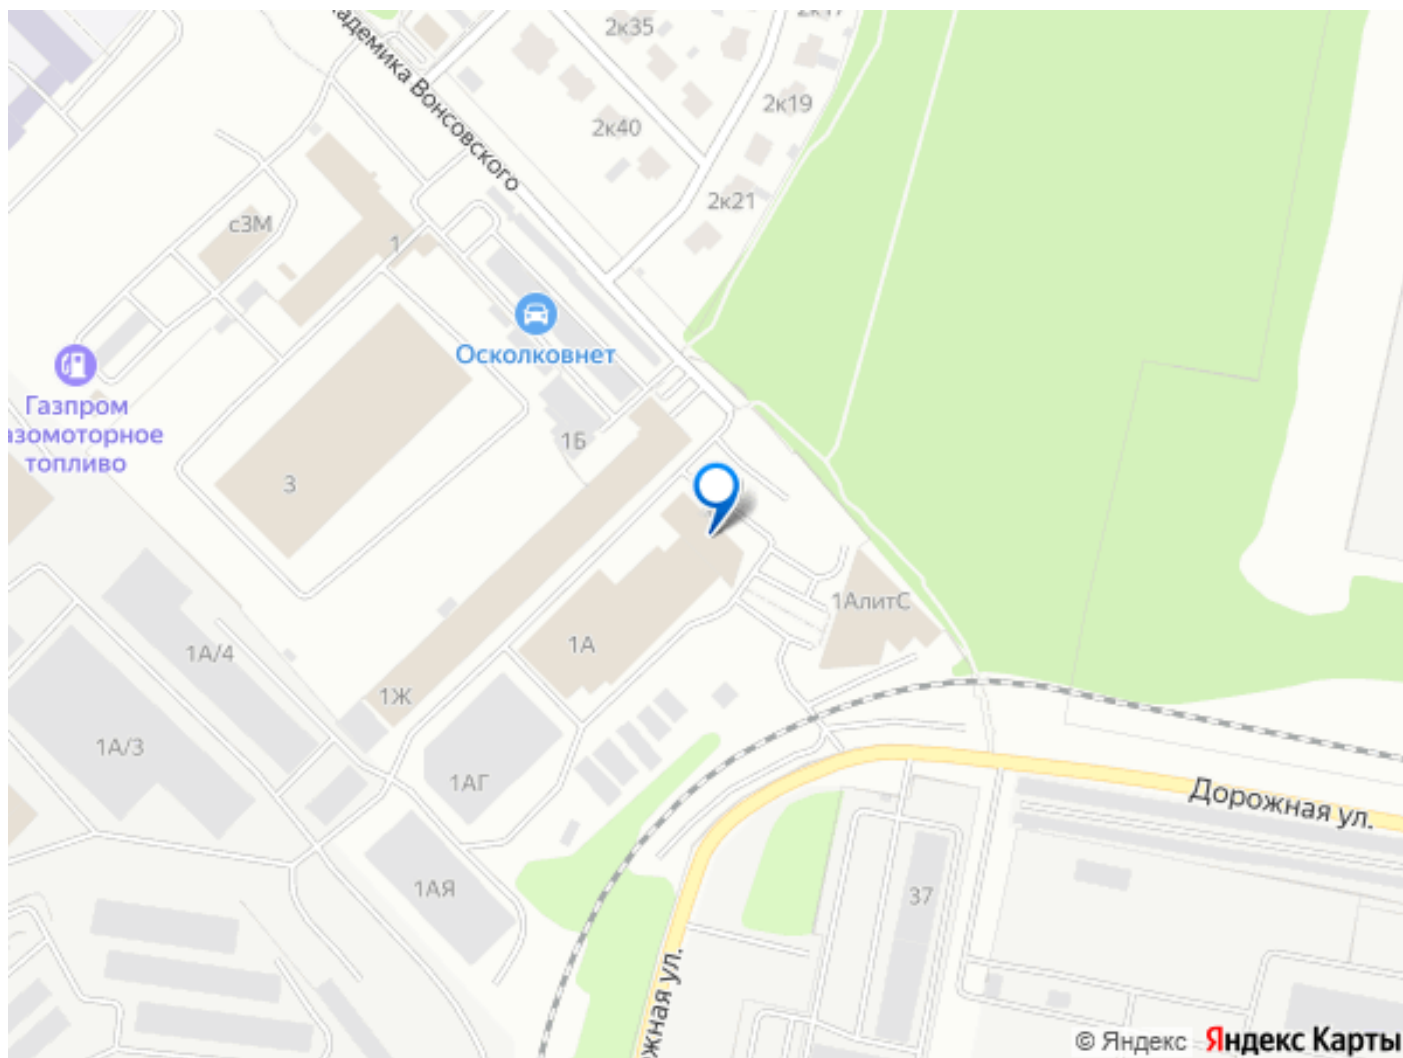 адемика Вонсовского
2к35
2к19
2к40
2к21
с3М
1
Осколковнет
Газпром
азомоторное
топливо
1Б
3
1АлитС
1А
1А/4
1Ж
1А/3
1АГ
Дорожная ул.
1АЯ
37
жная ул.
© Яндекс Яндекс Карты